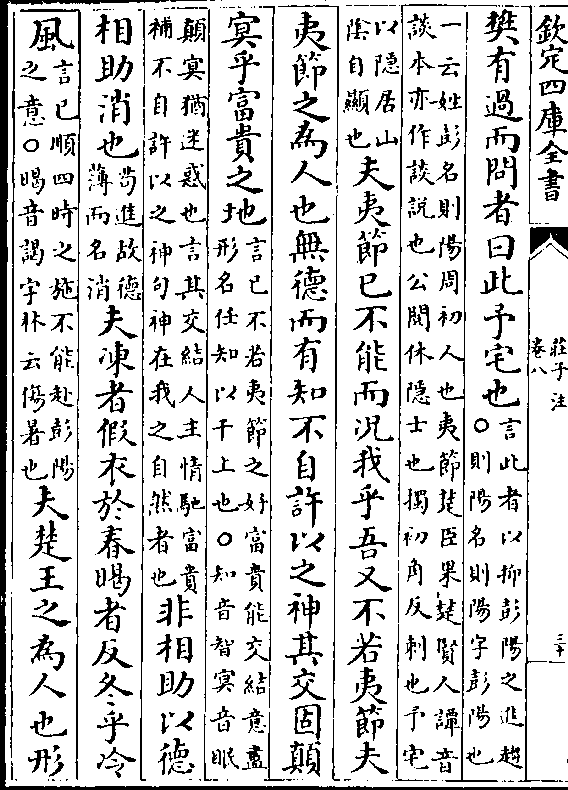 欽定四庫全書
莊子注
卷八
三十
樊有過而問者曰此予宅也
言此者以抑彭陽之進趨
○則陽名則陽字彭陽也
一云姓彭名則陽周初人也夷節楚臣果楚賢人譚音
談本亦作談說也公閱休隱士也獨初角反刺也予宅
以隱居山
陰自顯也
夫夷節已不能而況我乎吾又不若夷節夫
夷節之為人也無德而有知不自許以之神其交固顛
冥乎富貴之地
言已不若夷節之好富貴能交結意盡
形名任知以干上也○知音智冥音眠
顛冥猶迷惑也言其交結人主情馳富貴
補不自許以之神句神在我之自然者也
非相助以德
相助消也
苟進故德
薄而名消
夫凍者假衣於春暍者反冬乎冷
風
言已順四時之施不能赴彭陽
之意○暍音謁字林云傷暑也
夫楚王之為人也形